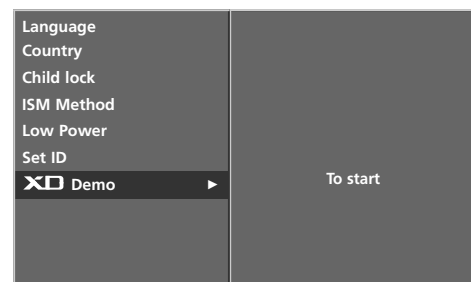 Language
Country
Child lock
ISM Method
Low Power
Set ID
XD Demo ►
To start